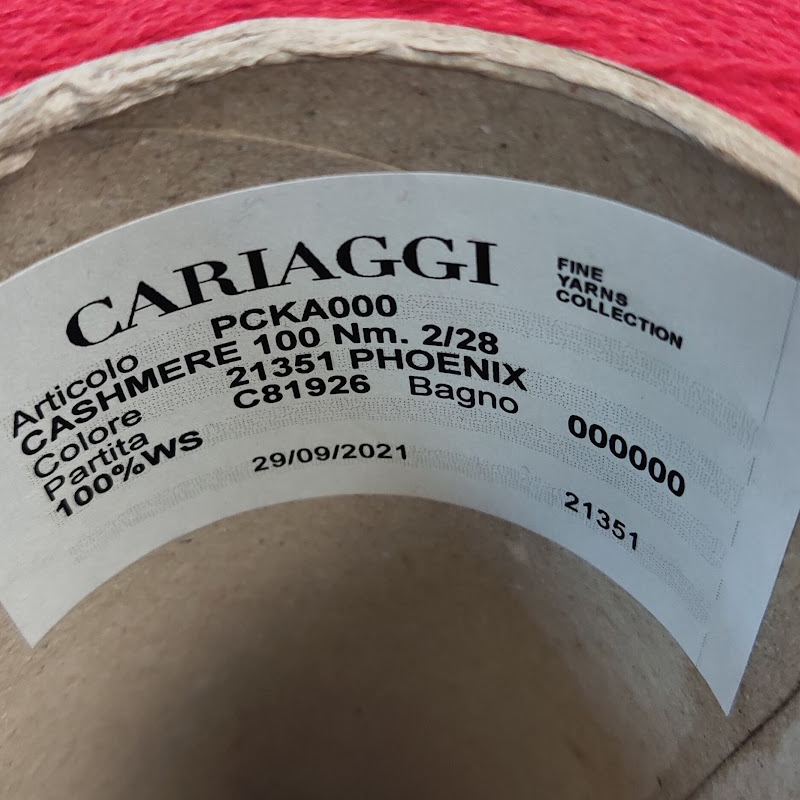 CARIAGGI
FINE
YARNS
COLLECTION
Articolo PCKA000
CASHMERE 100 Nm. 2/28
Colore 21351 PHOENIX
Partita C81926 Bagno 000000
100%WS
29/09/2021 21351